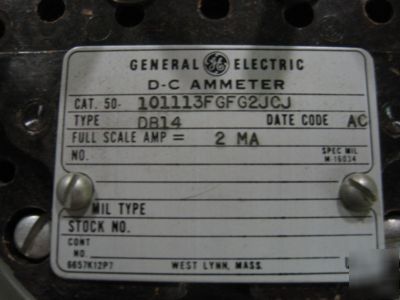 GENERAL GE ELECTRIC
D-C AMMETER
CAT. 50- 101113FGFG2JCJ
TYPE DB14 DATE CODE AC
FULL SCALE AMP = 2 MA
NO. SPEC MIL
M-16034
MIL TYPE
STOCK NO.
CONT
NO.
6657K12P7 WEST LYNN, MASS.